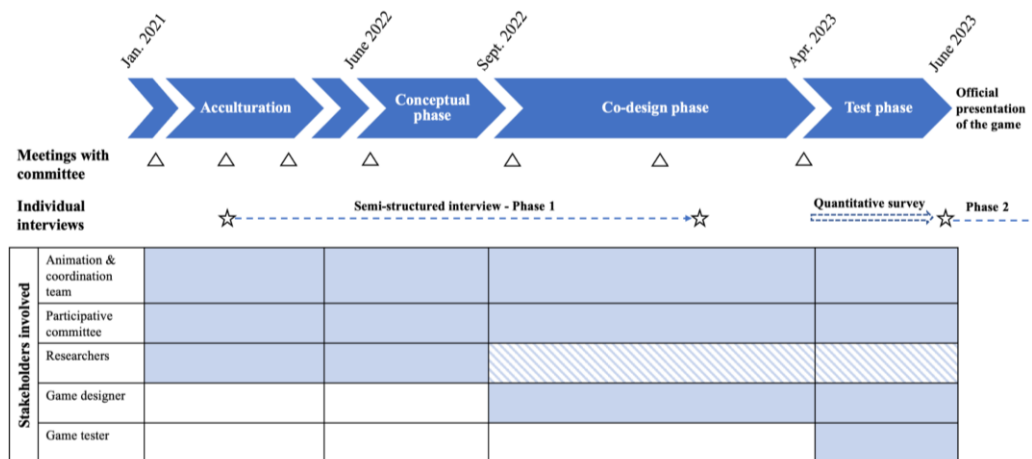 Jan. 2021
June 2022
Sept. 2022
Apr. 2023
June 2023
Acculturation
Conceptual
phase
Co-design phase
Test phase
Official
presentation
of the game
Meetings with
committee
Individual
interviews
Semi-structured interview - Phase 1
Quantitative survey
Phase 2
Stakeholders involved
Animation &
coordination
team
Participative
committee
Researchers
Game designer
Game tester